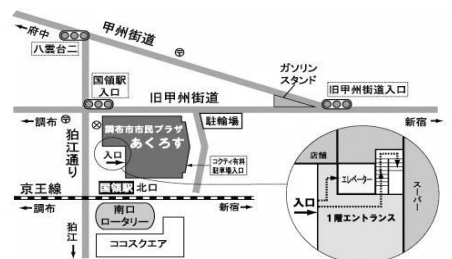 ←府中
甲州街道
八雲台二
〒
ガソリン
スタンド
国領駅
入口
旧甲州街道
旧甲州街道入口
←調布
〒
駐輪場
新宿→
狛江通り
調布市市民プラザ
あくろす
入口
コクティ有料
駐車場入口
京王線
国領駅 北口
←調布
新宿→
南口
ロータリー
狛江
ココスクエア
店舗
エレベーター
スーパー
入口
1階エントランス